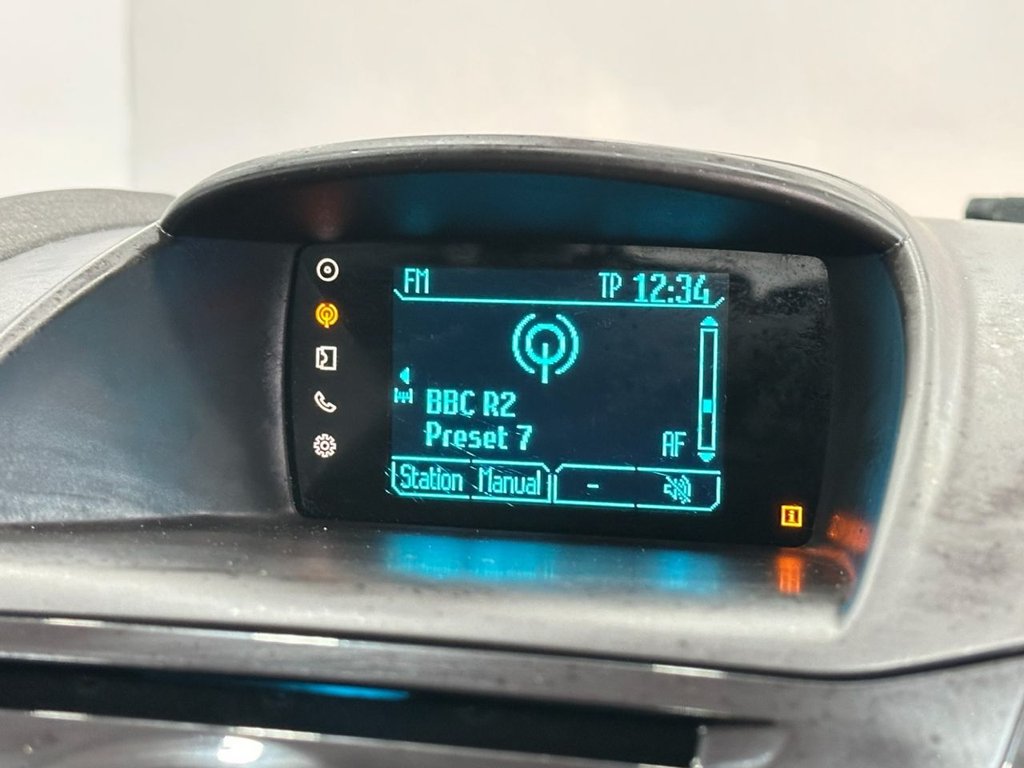 FM TP 12:34
BBC R2
Preset 7
AF
Station Manual -
i